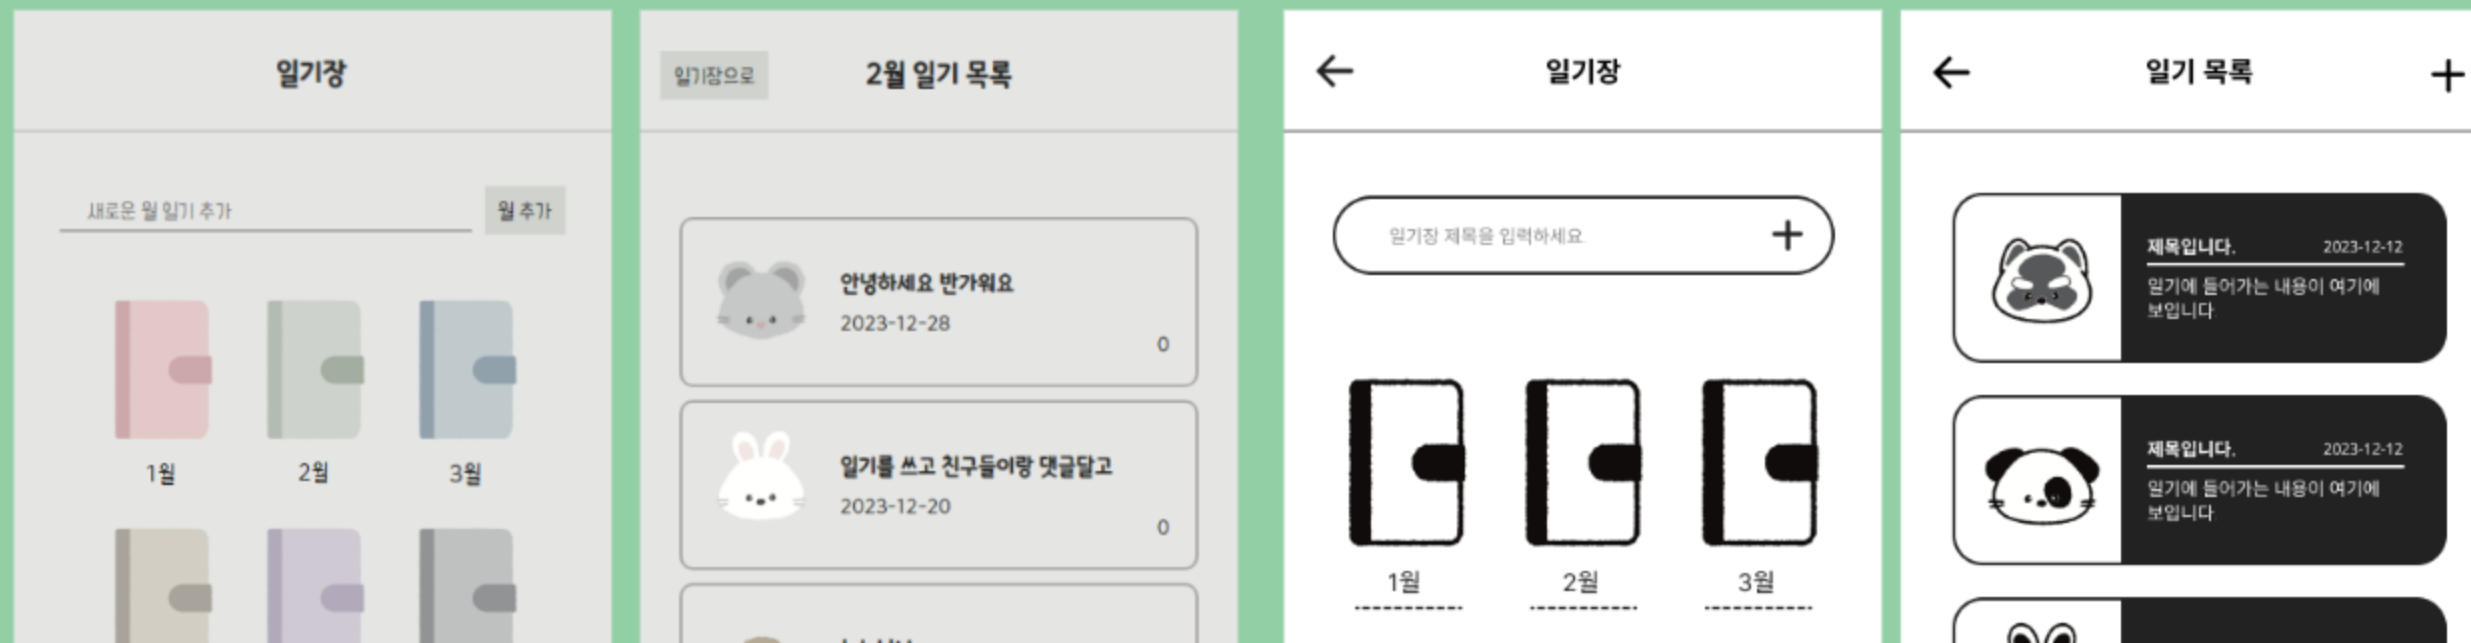 일기장
새로운 월 일기 추가
월 추가
1월
2월
3월
일기장으로
2월 일기 목록
안녕하세요 반가워요
2023-12-28
0
일기를 쓰고 친구들이랑 댓글달고
2023-12-20
0
일기장
일기장 제목을 입력하세요.
1월
2월
3월
일기 목록
제목입니다.
2023-12-12
일기에 들어가는 내용이 여기에
보입니다.
제목입니다.
2023-12-12
일기에 들어가는 내용이 여기에
보입니다.